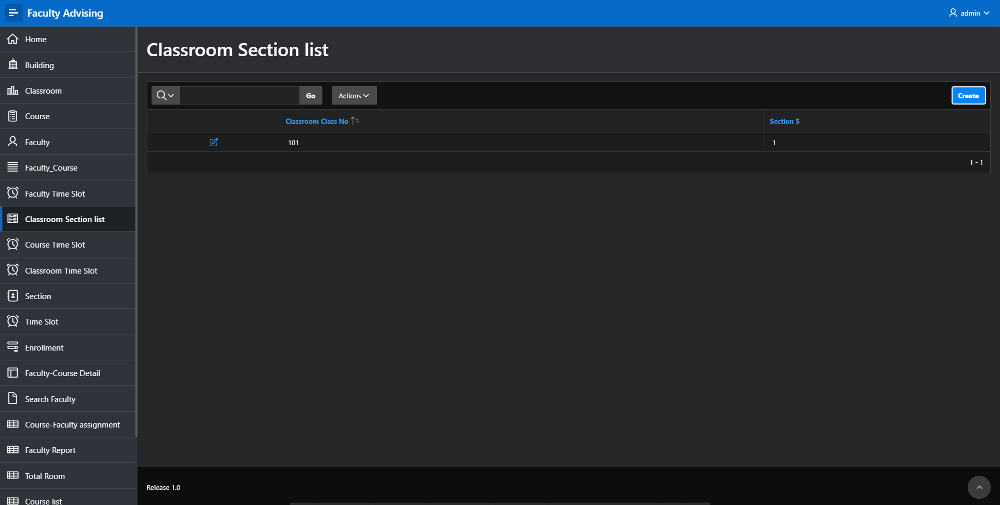 Faculty Advising
admin
Home
Building
Classroom
Course
Faculty
Faculty_Course
Faculty Time Slot
Classroom Section list
Course Time Slot
Classroom Time Slot
Section
Time Slot
Enrollment
Faculty-Course Detail
Search Faculty
Course-Faculty assignment
Faculty Report
Total Room
Course list
Classroom Section list
Go
Actions
Create
Classroom Class No
Section S
101
1
1 - 1
Release 1.0